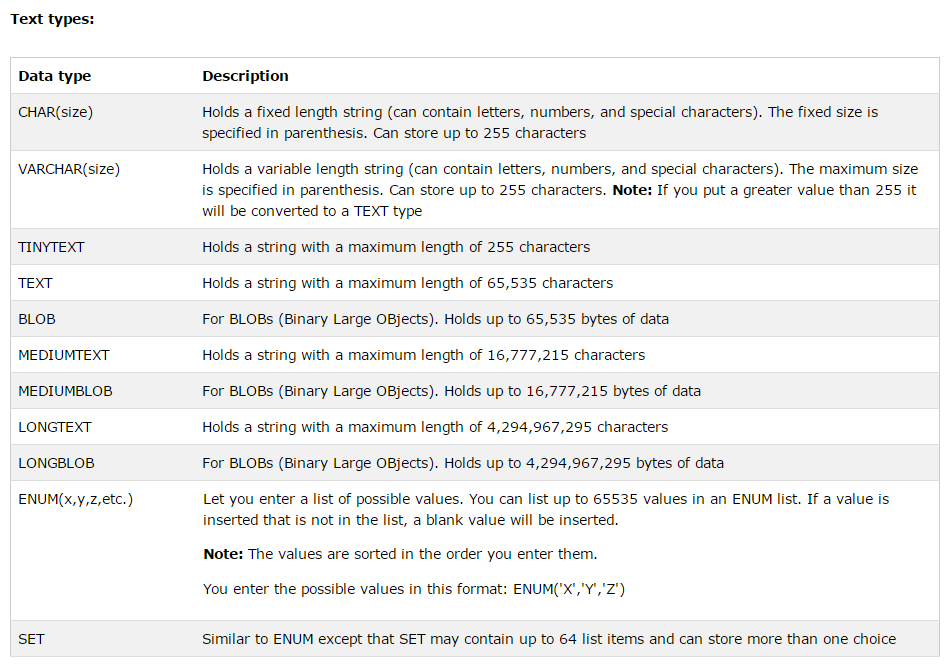 Text types:
Data type Description
CHAR(size) Holds a fixed length string (can contain letters, numbers, and special characters). The fixed size is
specified in parenthesis. Can store up to 255 characters
VARCHAR(size) Holds a variable length string (can contain letters, numbers, and special characters). The maximum size
is specified in parenthesis. Can store up to 255 characters. Note: If you put a greater value than 255 it
will be converted to a TEXT type
TINYTEXT Holds a string with a maximum length of 255 characters
TEXT Holds a string with a maximum length of 65,535 characters
BLOB For BLOBs (Binary Large OBjects). Holds up to 65,535 bytes of data
MEDIUMTEXT Holds a string with a maximum length of 16,777,215 characters
MEDIUMBLOB For BLOBs (Binary Large OBjects). Holds up to 16,777,215 bytes of data
LONGTEXT Holds a string with a maximum length of 4,294,967,295 characters
LONGBLOB For BLOBs (Binary Large OBjects). Holds up to 4,294,967,295 bytes of data
ENUM(x,y,z,etc.) Let you enter a list of possible values. You can list up to 65535 values in an ENUM list. If a value is
inserted that is not in the list, a blank value will be inserted.
Note: The values are sorted in the order you enter them.
You enter the possible values in this format: ENUM('X','Y','Z')
SET Similar to ENUM except that SET may contain up to 64 list items and can store more than one choice